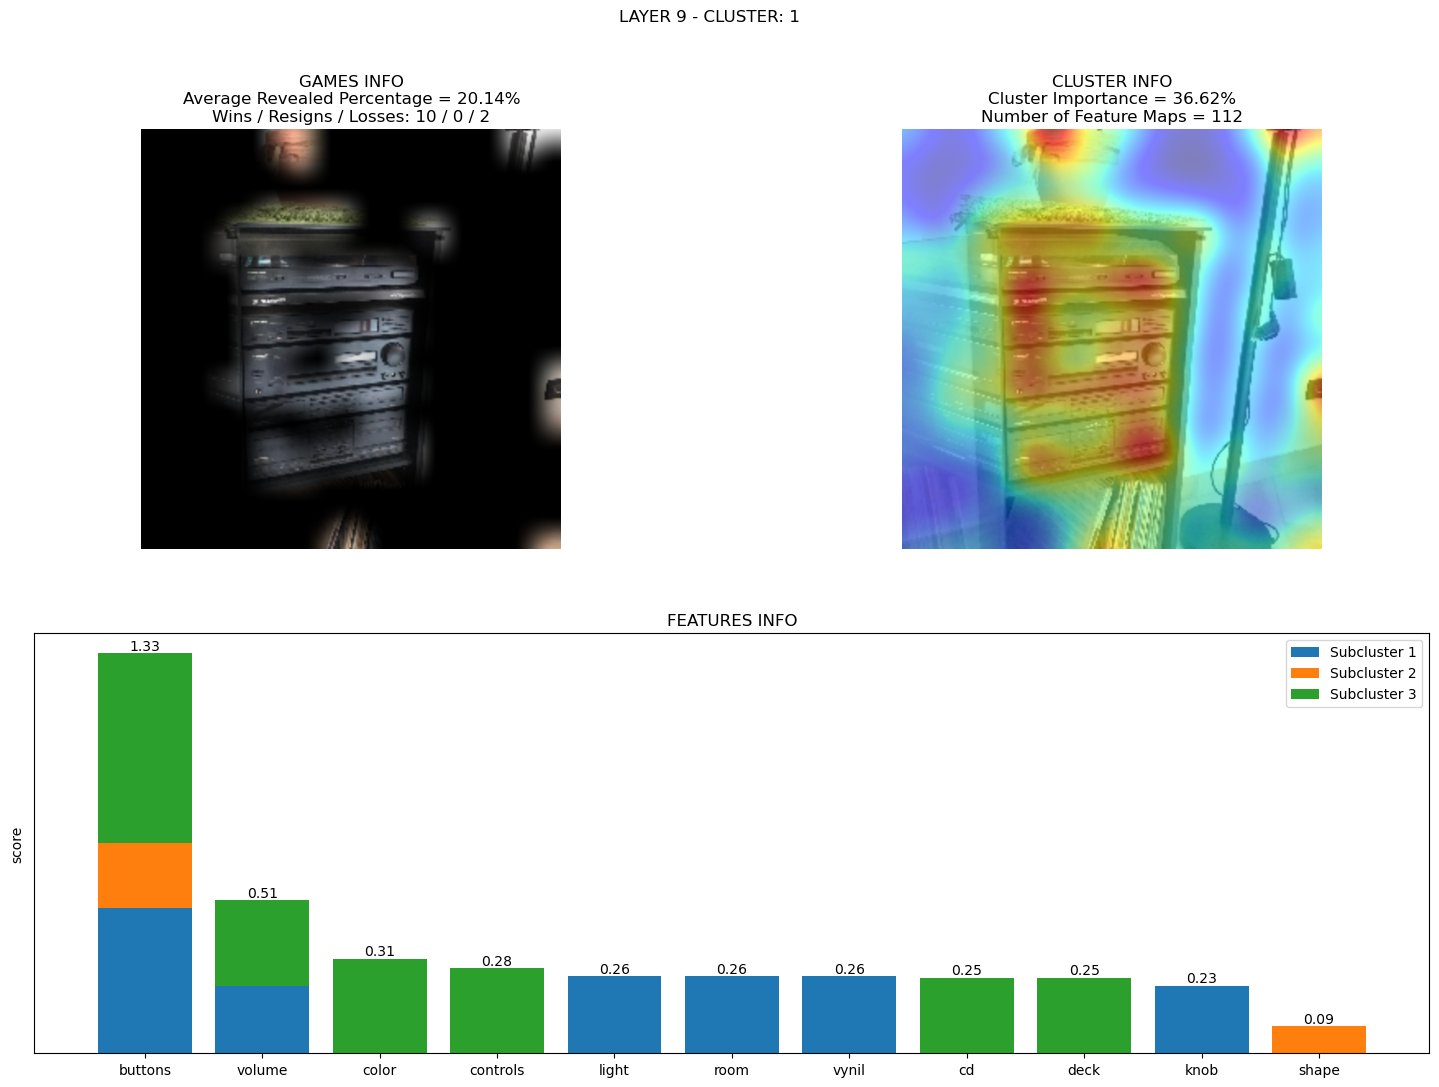 LAYER 9 - CLUSTER: 1
GAMES INFO
Average Revealed Percentage = 20.14%
Wins / Resigns / Losses: 10 / 0 / 2
CLUSTER INFO
Cluster Importance = 36.62%
Number of Feature Maps = 112
FEATURES INFO
1.33
0.51
0.31
0.28
0.26
0.26
0.26
0.25
0.25
0.23
0.09
Subcluster 1
Subcluster 2
Subcluster 3
score
buttons
volume
color
controls
light
room
vynil
cd
deck
knob
shape